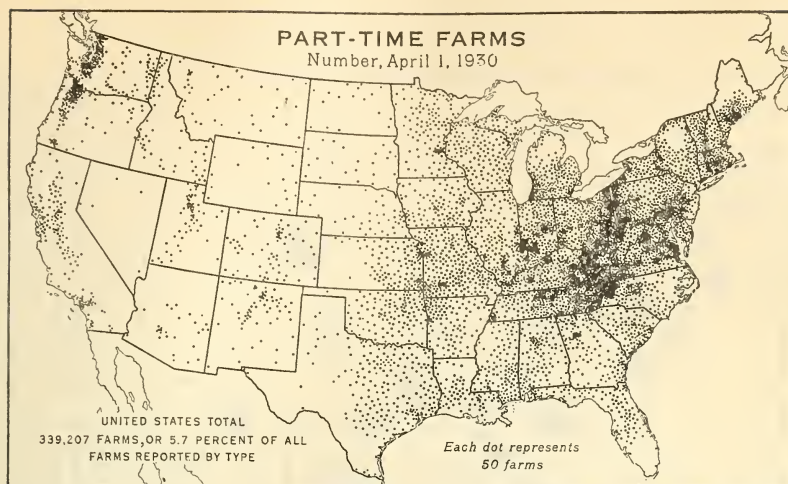 PART-TIME FARMS
Number, April 1, 1930
UNITED STATES TOTAL
339,207 FARMS, OR 5.7 PERCENT OF ALL
FARMS REPORTED BY TYPE
Each dot represents
50 farms